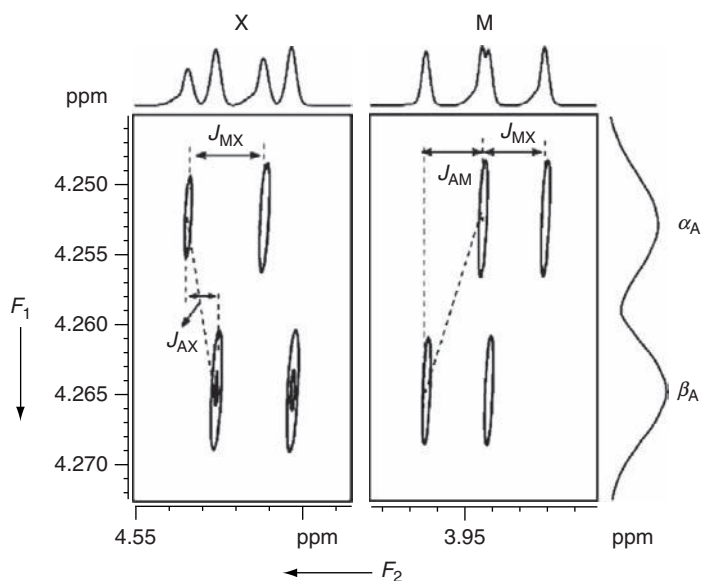 X M
ppm
J_MX J_MX
4.250 J_AM
α_A
4.255
F_1
4.260
J_AX
4.265 β_A
4.270
4.55 ppm 3.95 ppm
F_2